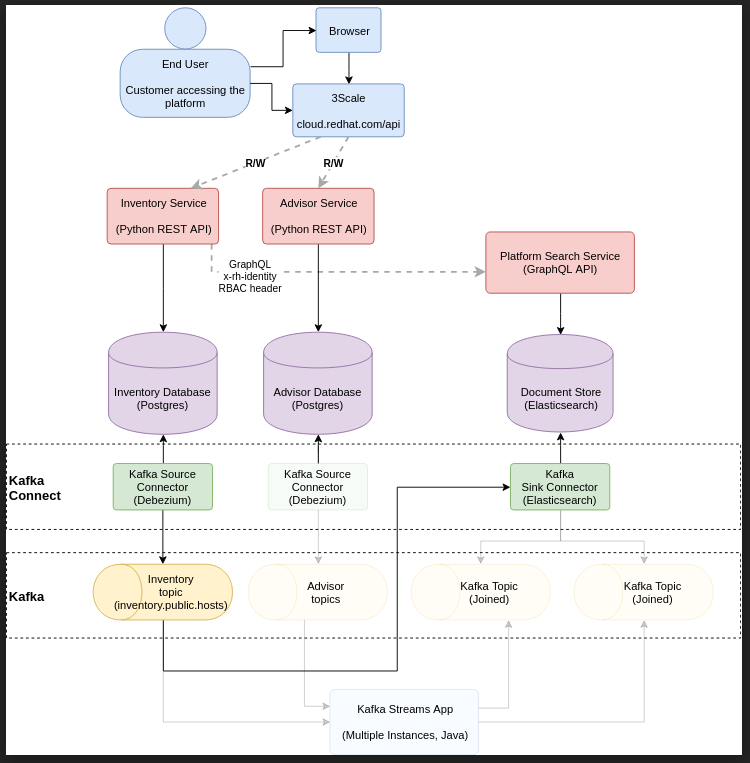 End User
Customer accessing the
platform
Browser
3Scale
cloud.redhat.com/api
R/W
R/W
Inventory Service
(Python REST API)
Advisor Service
(Python REST API)
Platform Search Service
(GraphQL API)
GraphQL
x-rh-identity
RBAC header
Inventory Database
(Postgres)
Advisor Database
(Postgres)
Document Store
(Elasticsearch)
Kafka
Connect
Kafka Source
Connector
(Debezium)
Kafka Source
Connector
(Debezium)
Kafka
Sink Connector
(Elasticsearch)
Kafka
Inventory
topic
(inventory.public.hosts)
Advisor
topics
Kafka Topic
(Joined)
Kafka Topic
(Joined)
Kafka Streams App
(Multiple Instances, Java)